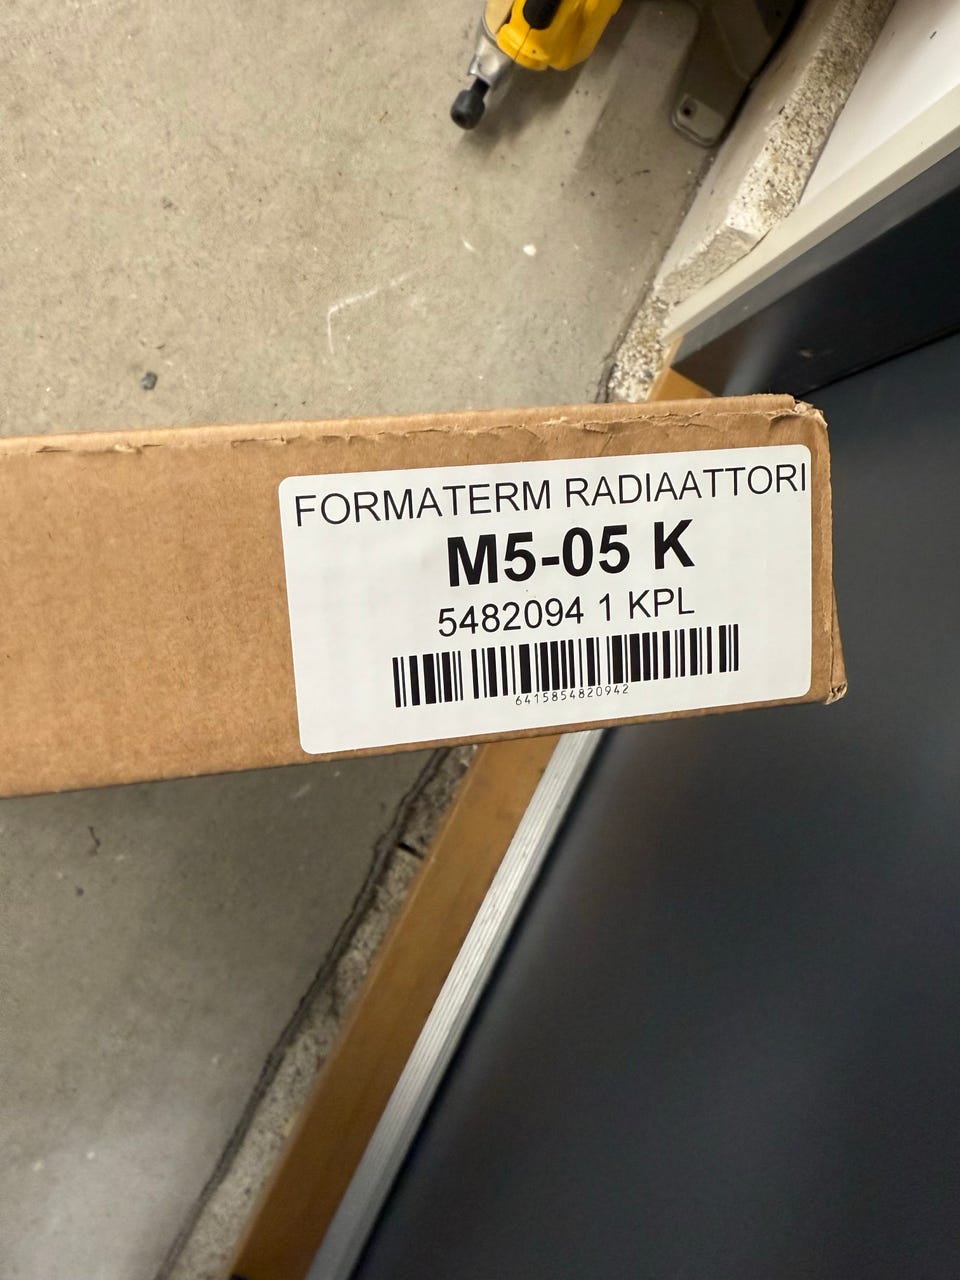 FORMATERM RADIAATTORI
M5-05 K
5482094 1 KPL
6415854820942